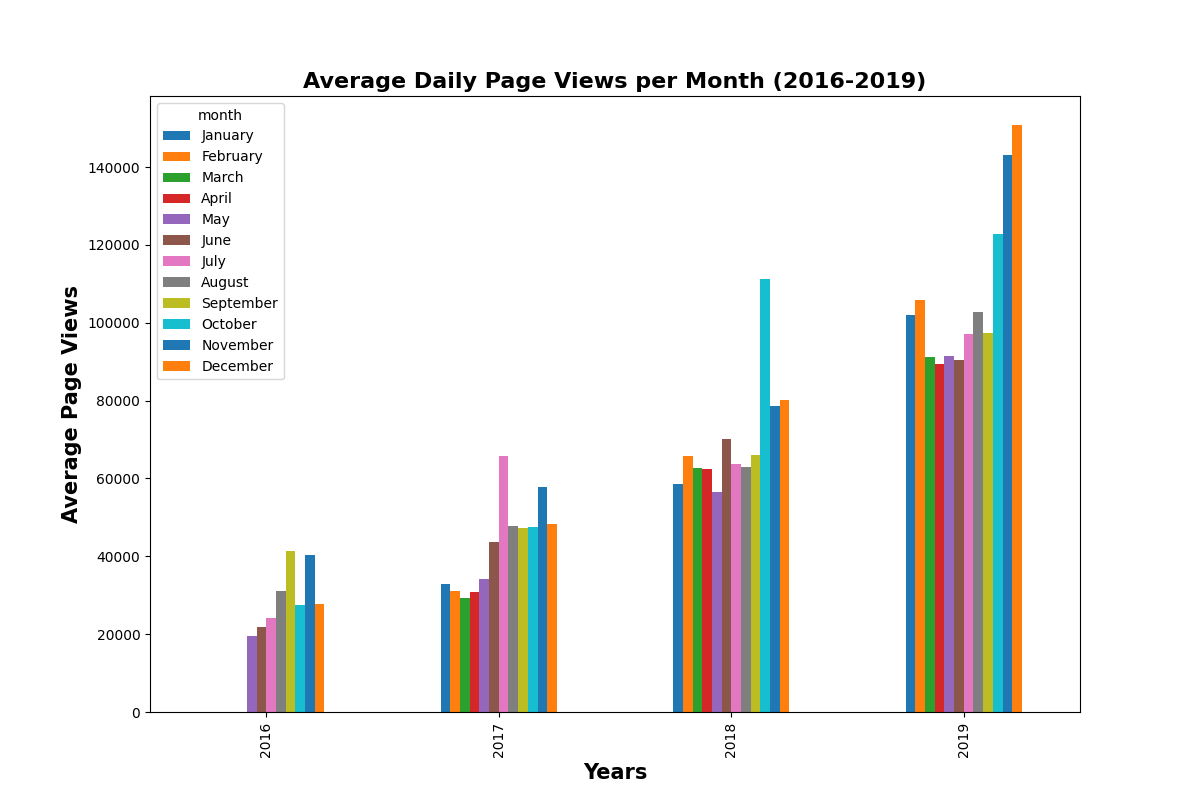 Average Daily Page Views per Month (2016-2019)
month
January
February
March
April
May
June
July
August
September
October
November
December
Average Page Views
140000
120000
100000
80000
60000
40000
20000
0
2016
2017
2018
2019
Years